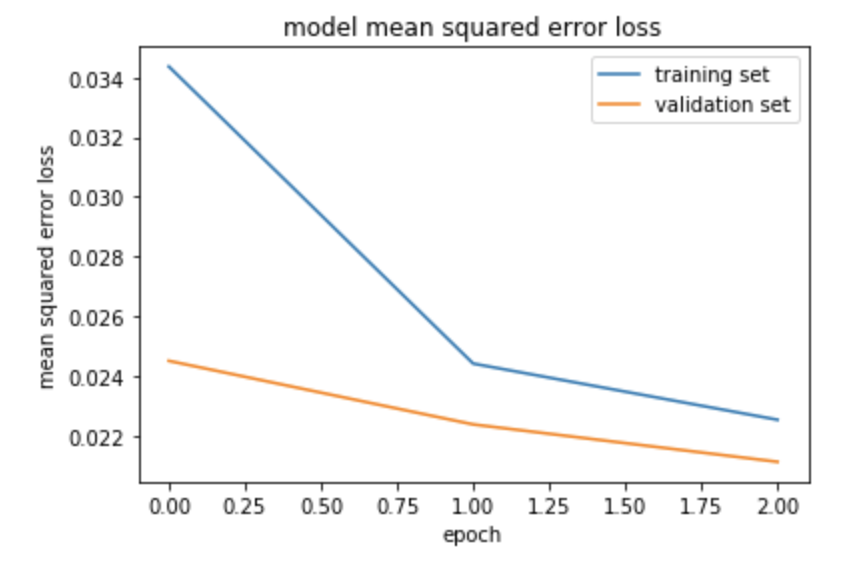 model mean squared error loss
training set
validation set
mean squared error loss
0.034
0.032
0.030
0.028
0.026
0.024
0.022
0.00 0.25 0.50 0.75 1.00 1.25 1.50 1.75 2.00
epoch